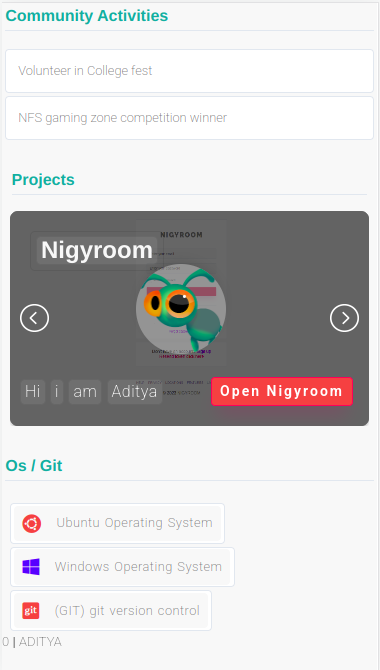 Community Activities
Volunteer in College fest
NFS gaming zone competition winner
Projects
NIGYROOM
Nigyroom
Hi i am Aditya
Open Nigyroom
Os / Git
Ubuntu Operating System
Windows Operating System
git (GIT) git version control
0 | ADITYA